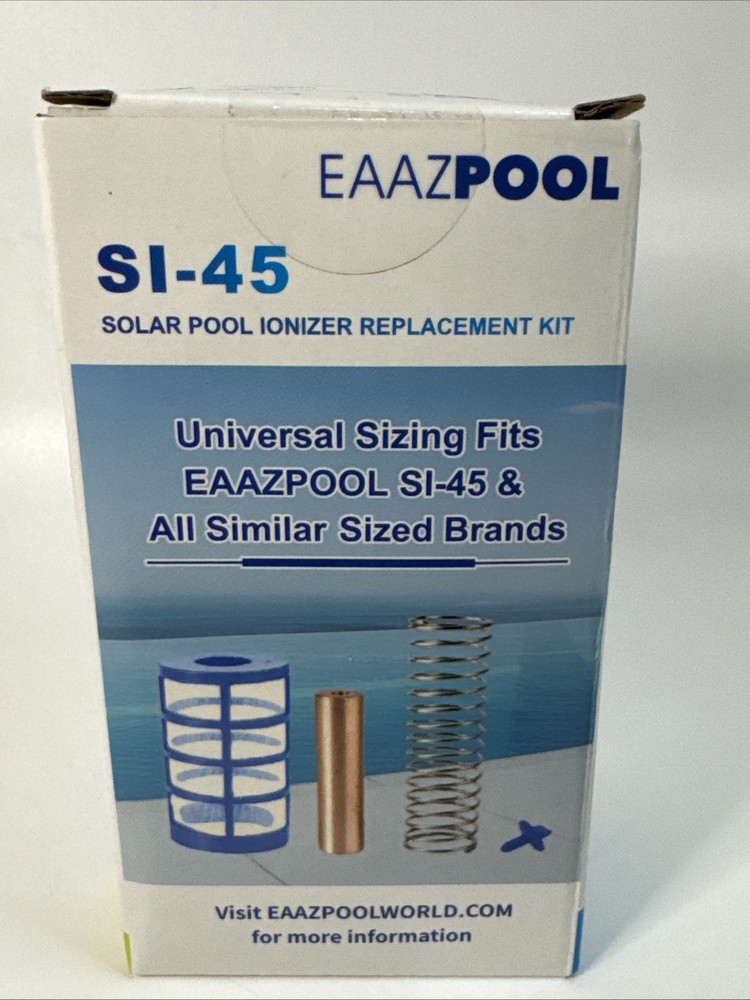 EAAZPOOL
SI-45
SOLAR POOL IONIZER REPLACEMENT KIT
Universal Sizing Fits
EAAZPOOL SI-45 &
All Similar Sized Brands
Visit EAAZPOOLWORLD.COM
for more information